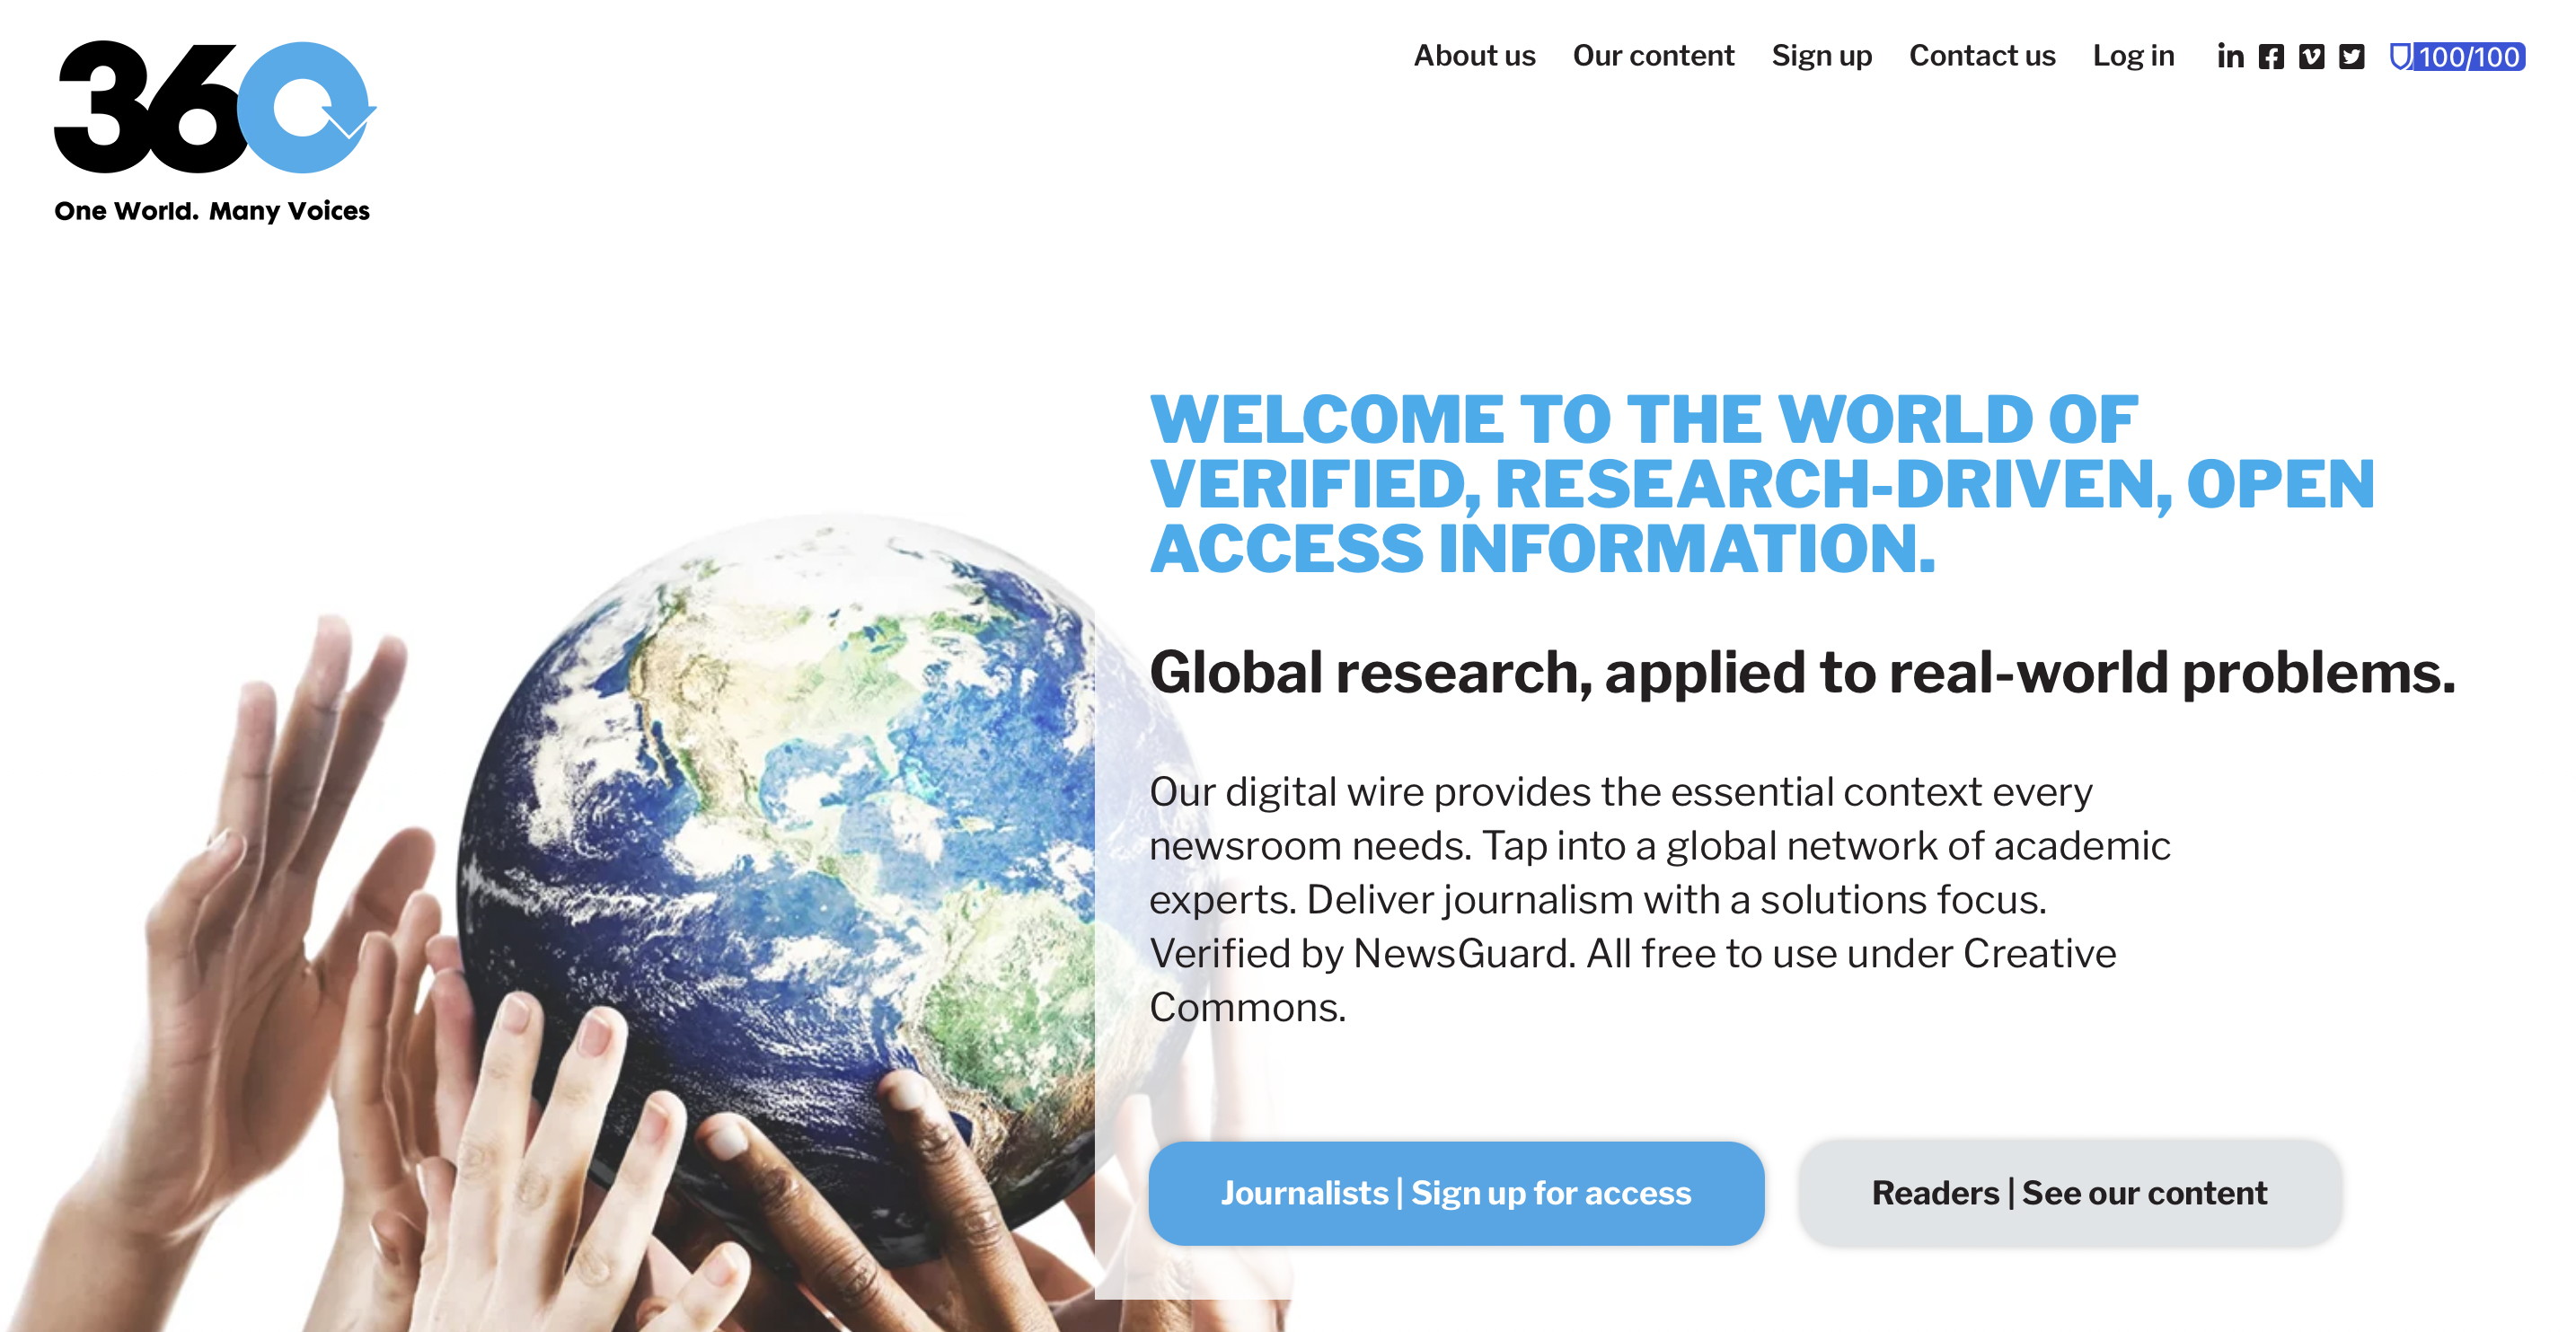 360
One World. Many Voices
About us Our content Sign up Contact us Log in 100/100
WELCOME TO THE WORLD OF
VERIFIED, RESEARCH-DRIVEN, OPEN
ACCESS INFORMATION.
Global research, applied to real-world problems.
Our digital wire provides the essential context every
newsroom needs. Tap into a global network of academic
experts. Deliver journalism with a solutions focus.
Verified by NewsGuard. All free to use under Creative
Commons.
Journalists | Sign up for access
Readers | See our content